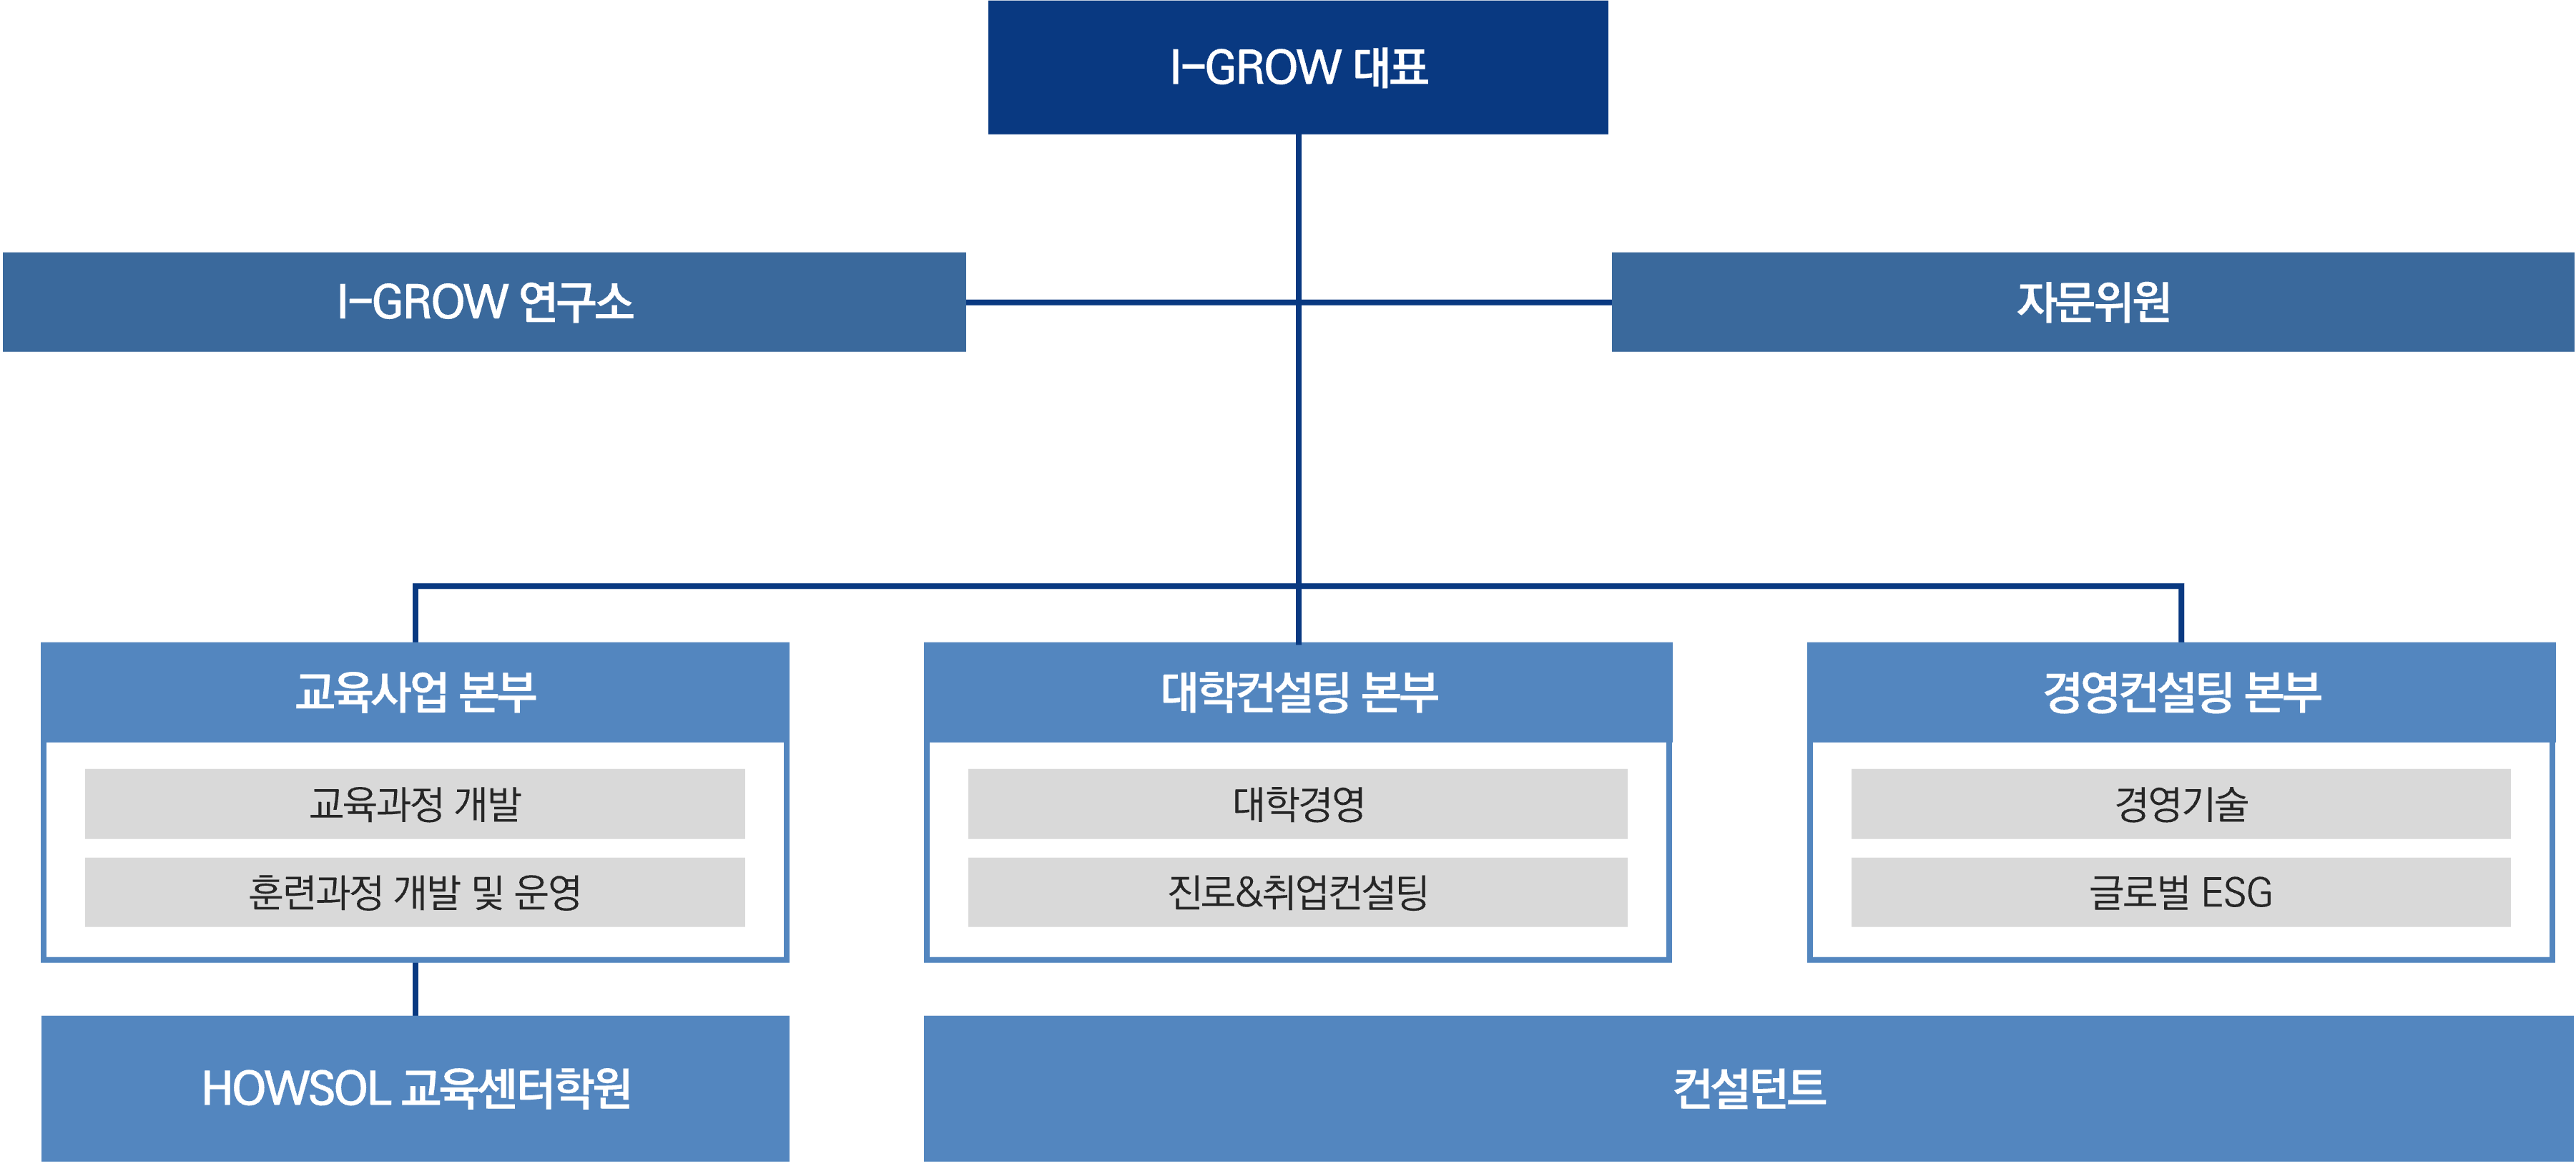 I-GROW 대표
I-GROW 연구소
자문위원
교육사업 본부
대학컨설팅 본부
경영컨설팅 본부
교육과정 개발
대학경영
경영기술
훈련과정 개발 및 운영
진로&취업컨설팅
글로벌 ESG
HOWSOL 교육센터학원
컨설턴트